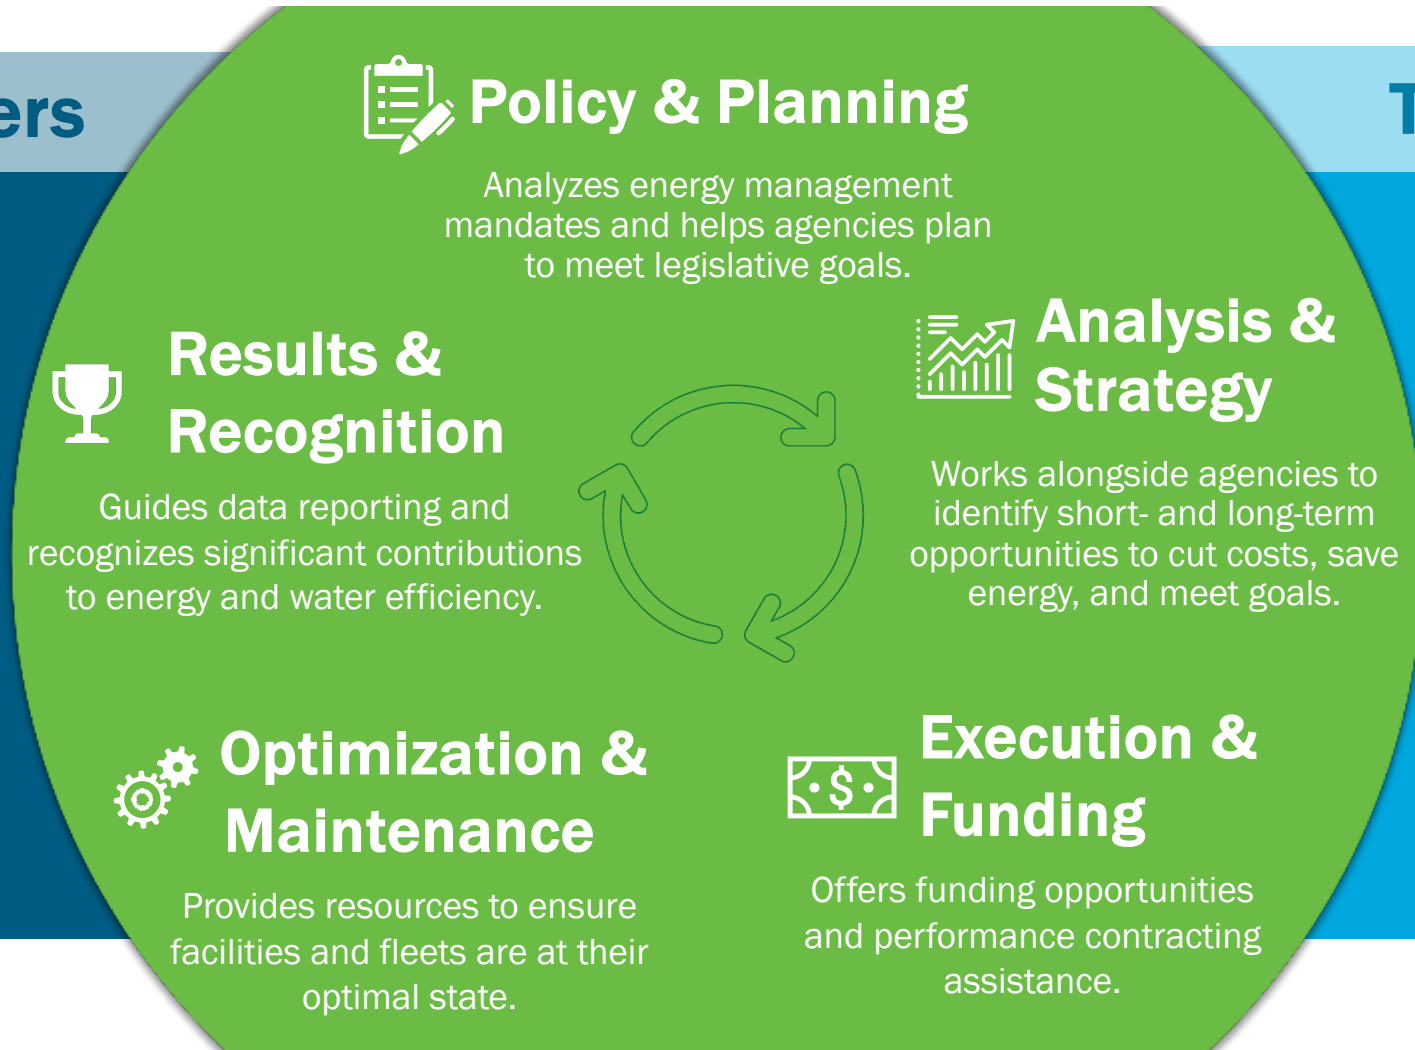 Policy & Planning
Analyzes energy management
mandates and helps agencies plan
to meet legislative goals.
Analysis &
Strategy
Works alongside agencies to
identify short- and long-term
opportunities to cut costs, save
energy, and meet goals.
Execution &
Funding
$
Offers funding opportunities
and performance contracting
assistance.
Optimization &
Maintenance
Provides resources to ensure
facilities and fleets are at their
optimal state.
Results &
Recognition
Guides data reporting and
recognizes significant contributions
to energy and water efficiency.